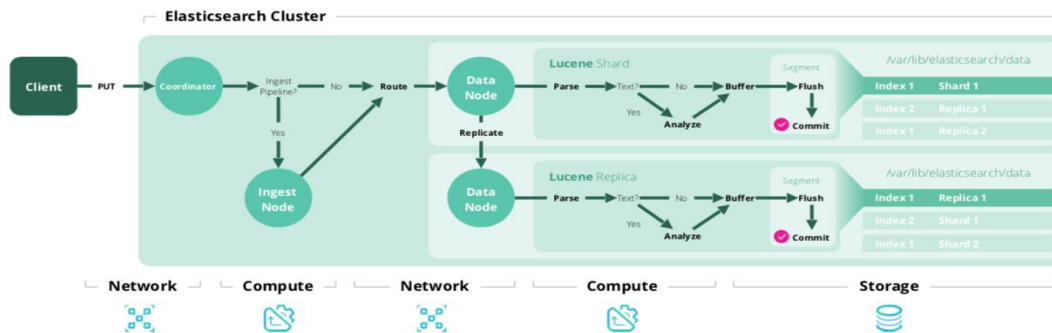 Elasticsearch Cluster
Client
PUT
Coordinator
Ingest
Pipeline?
No
Route
Yes
Ingest
Node
Data
Node
Replicate
Lucene Shard
Parse
Text?
No
Buffer
Yes
Analyze
Segment
Flush
Commit
/var/lib/elasticsearch/data
Index 1 Shard 1
Index 2 Replica 1
Index 1 Replica 2
Data
Node
Lucene Replica
Parse
Text?
No
Buffer
Yes
Analyze
Segment
Flush
Commit
/var/lib/elasticsearch/data
Index 1 Replica 1
Index 2 Shard 1
Index 1 Shard 2
Network
Compute
Network
Compute
Storage